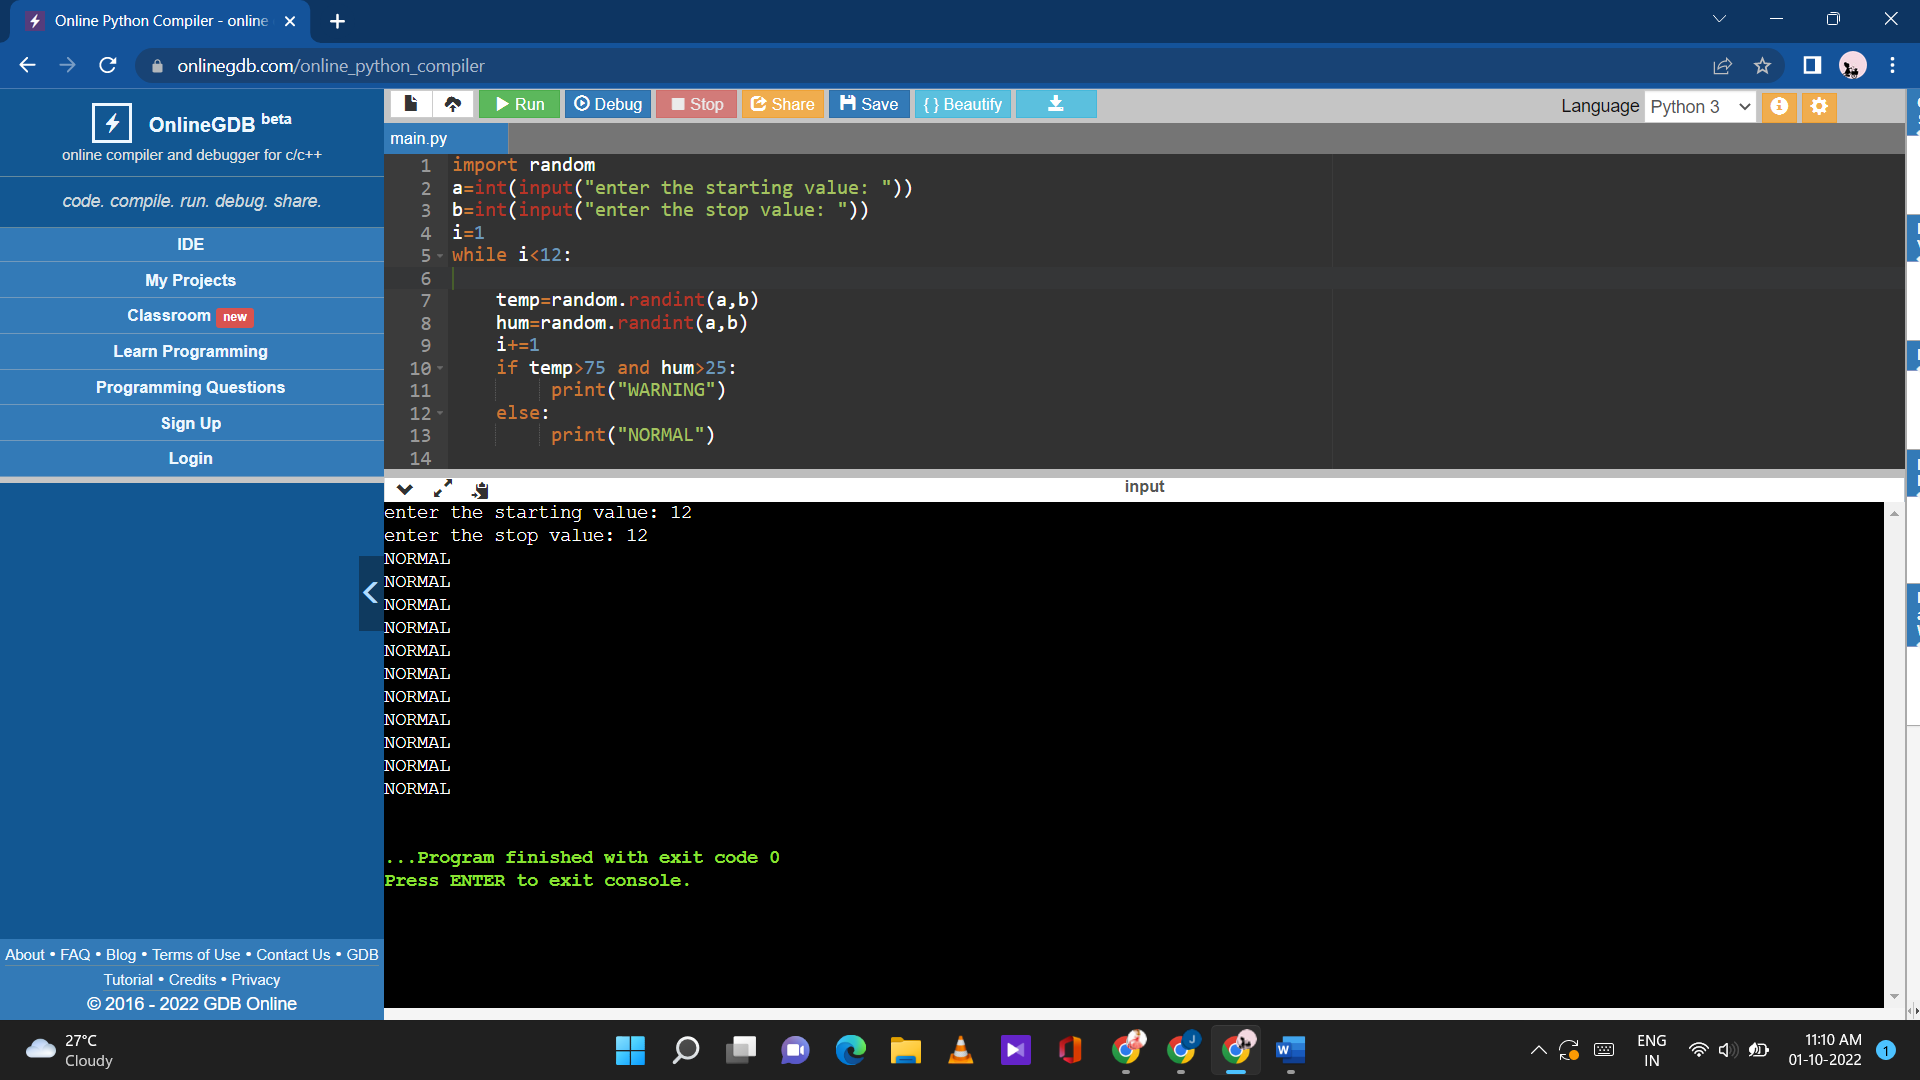 Online Python Compiler - online
onlinegdb.com/online_python_compiler
OnlineGDB beta
online compiler and debugger for c/c++
code. compile. run. debug. share.
IDE
My Projects
Classroom new
Learn Programming
Programming Questions
Sign Up
Login
About • FAQ • Blog • Terms of Use • Contact Us • GDB
Tutorial • Credits • Privacy
© 2016 - 2022 GDB Online
Run Debug Stop Share Save { } Beautify
Language Python 3
main.py
1 import random
2 a=int(input("enter the starting value: "))
3 b=int(input("enter the stop value: "))
4 i=1
5 while i<12:
6
7 temp=random.randint(a,b)
8 hum=random.randint(a,b)
9 i+=1
10 if temp>75 and hum>25:
11 print("WARNING")
12 else:
13 print("NORMAL")
14
input
enter the starting value: 12
enter the stop value: 12
NORMAL
NORMAL
NORMAL
NORMAL
NORMAL
NORMAL
NORMAL
NORMAL
NORMAL
NORMAL
NORMAL
...Program finished with exit code 0
Press ENTER to exit console.
27°C
Cloudy
ENG
IN
11:10 AM
01-10-2022
1